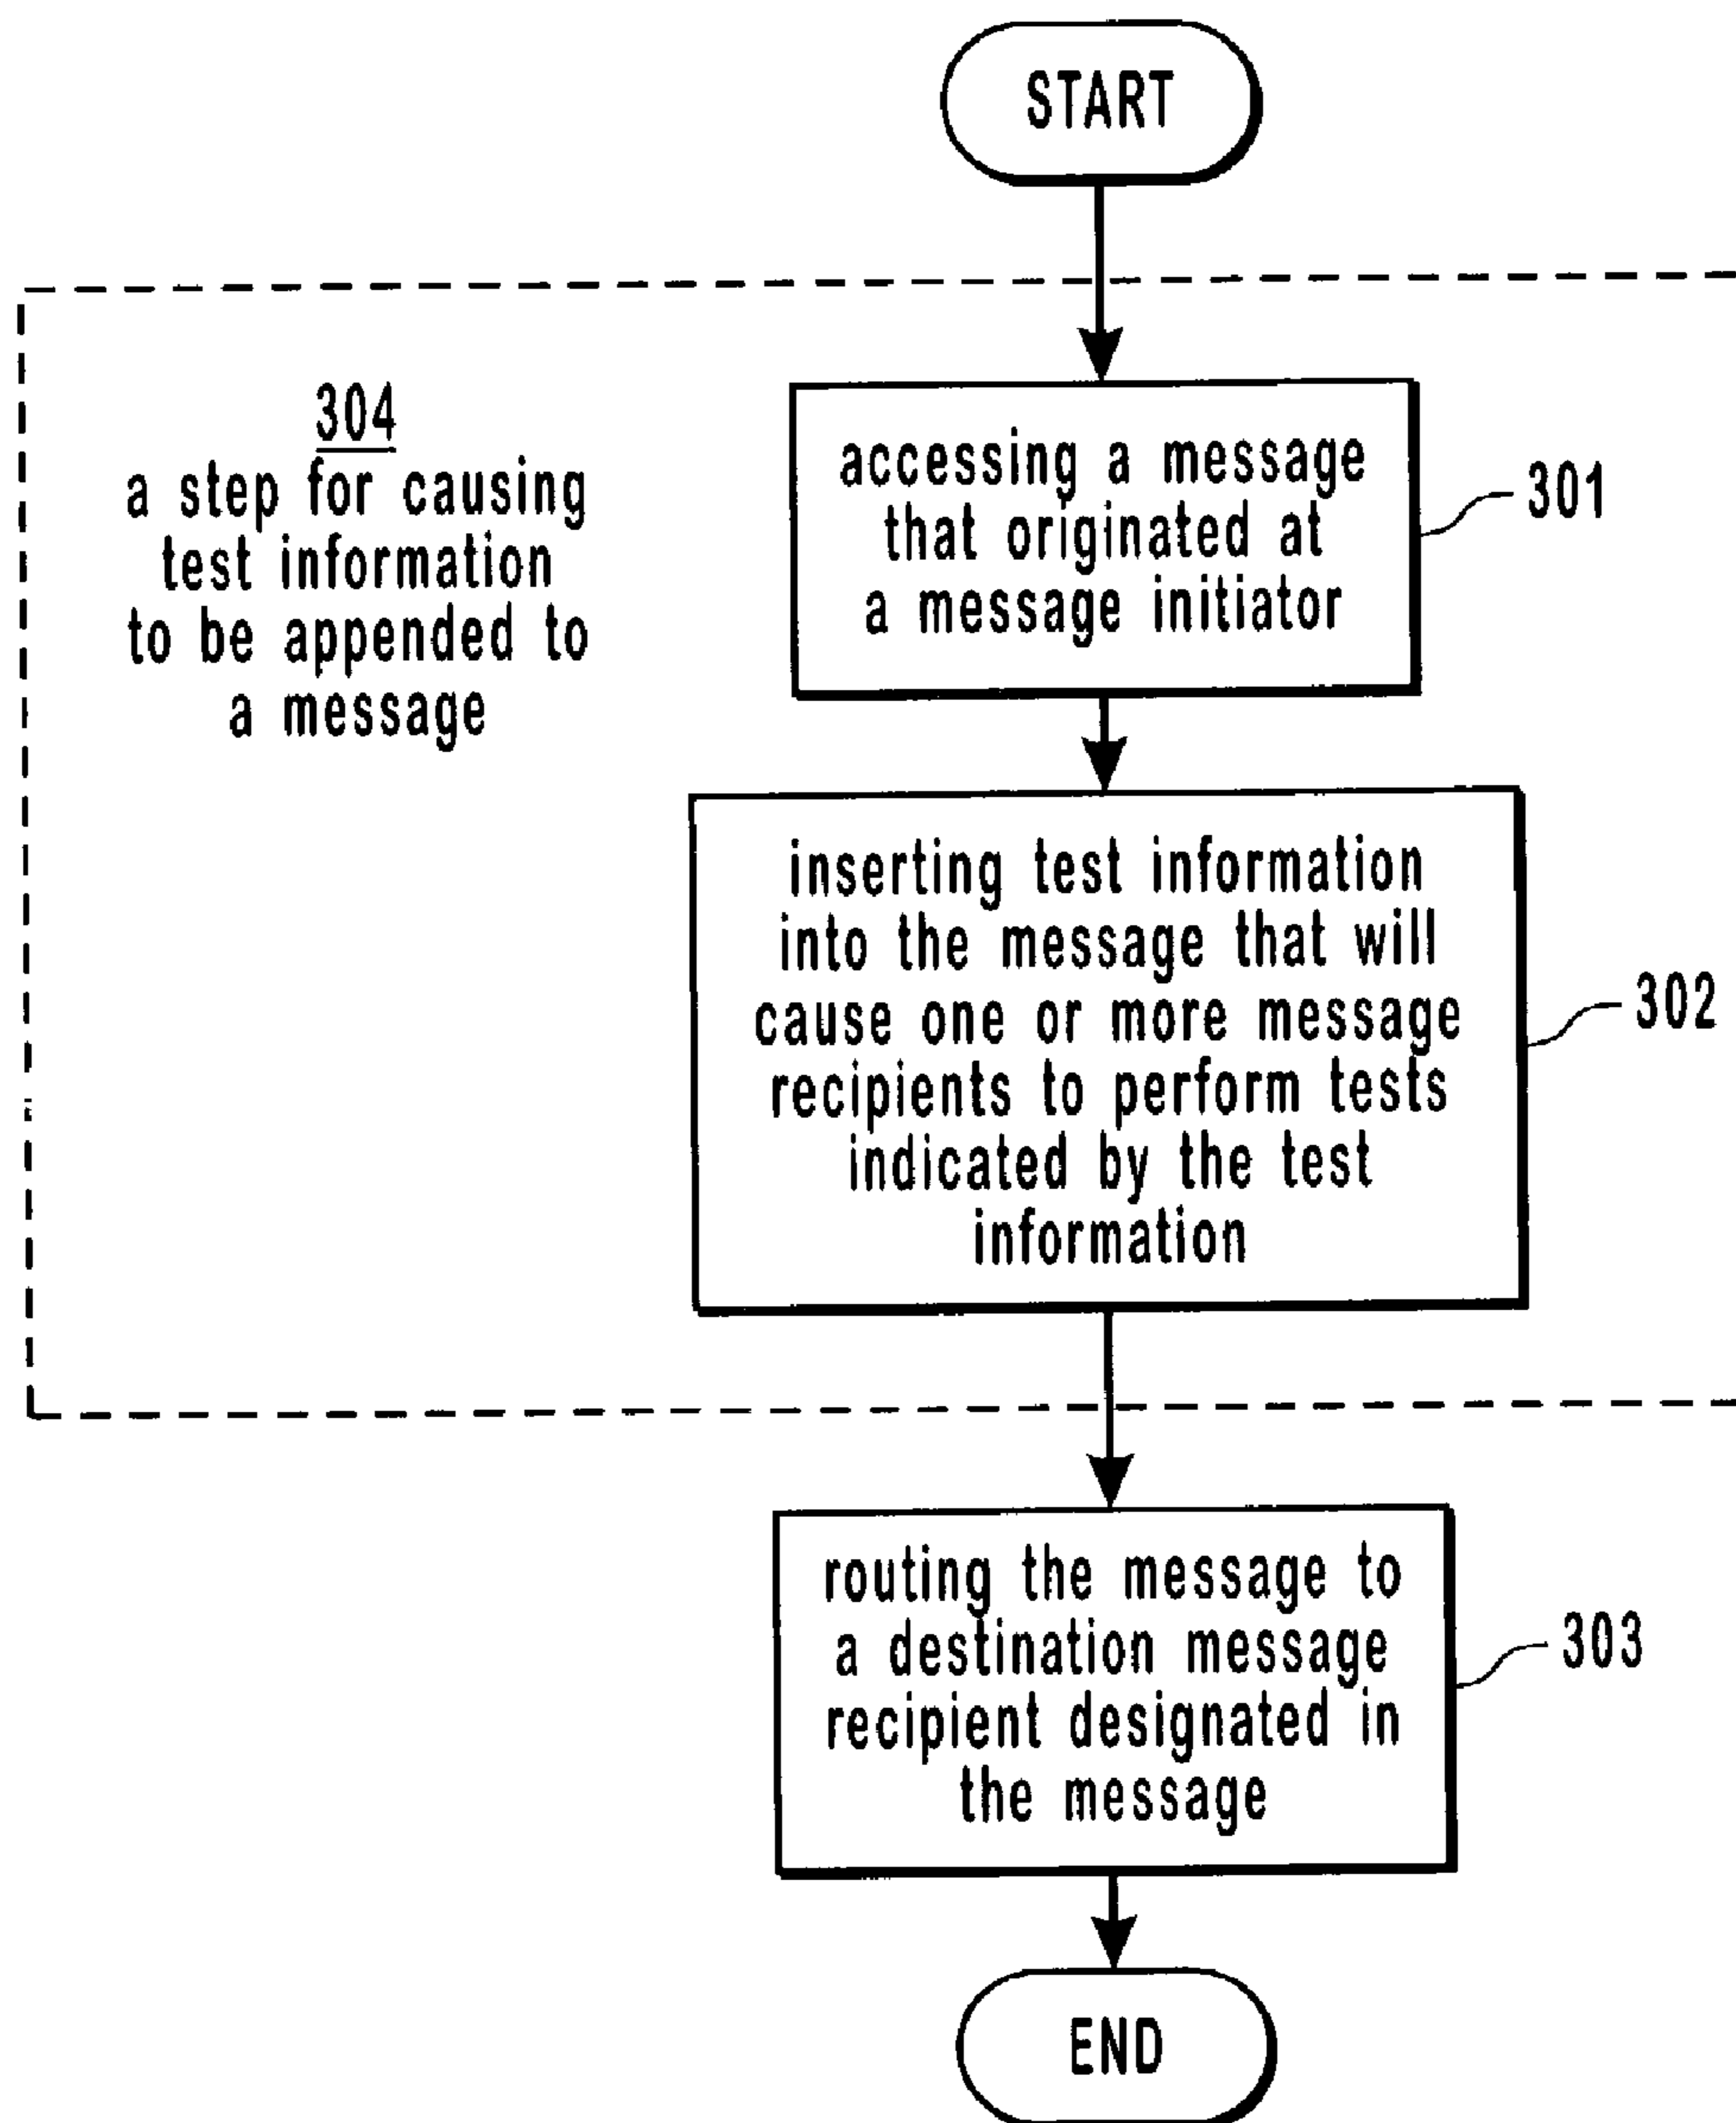 START
304
a step for causing
test information
to be appended to
a message
accessing a message
that originated at
a message initiator
301
inserting test information
into the message that will
cause one or more message
recipients to perform tests
indicated by the test
information
302
routing the message to
a destination message
recipient designated in
the message
303
END